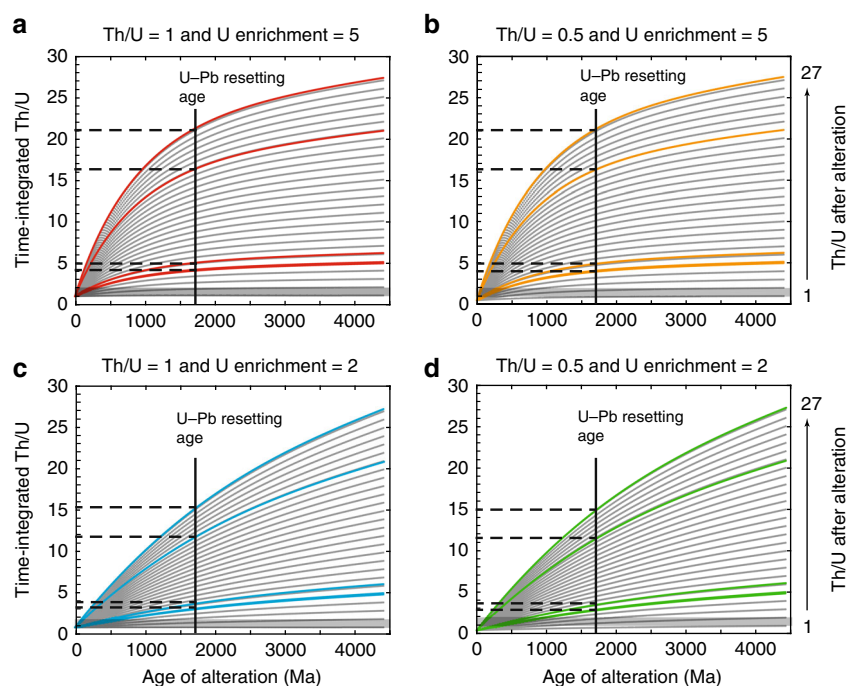 a
Th/U = 1 and U enrichment = 5
30
25
20
15
10
5
0
Time-integrated Th/U
U–Pb resetting
age
0 1000 2000 3000 4000
b
Th/U = 0.5 and U enrichment = 5
30
25
20
15
10
5
0
U–Pb resetting
age
0 1000 2000 3000 4000
27
1
Th/U after alteration
c
Th/U = 1 and U enrichment = 2
30
25
20
15
10
5
0
Time-integrated Th/U
U–Pb resetting
age
0 1000 2000 3000 4000
Age of alteration (Ma)
d
Th/U = 0.5 and U enrichment = 2
30
25
20
15
10
5
0
U–Pb resetting
age
0 1000 2000 3000 4000
Age of alteration (Ma)
27
1
Th/U after alteration